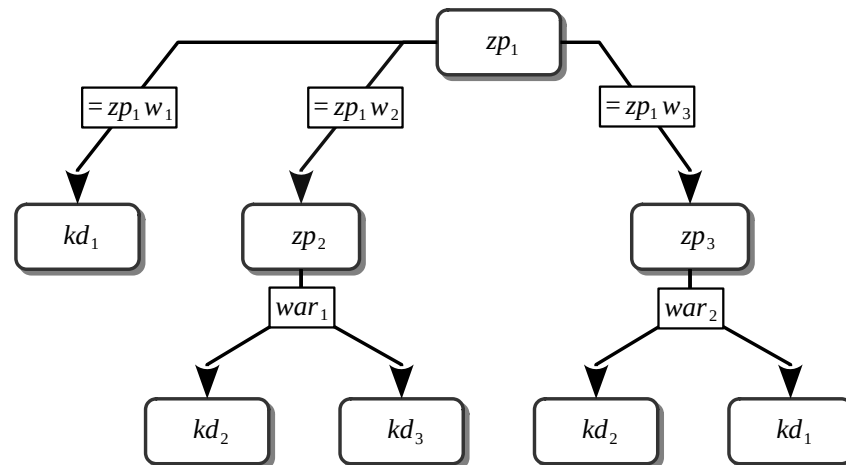 zp₁
= zp₁ w₁
= zp₁ w₂
= zp₁ w₃
kd₁
zp₂
zp₃
war₁
war₂
kd₂
kd₃
kd₂
kd₁